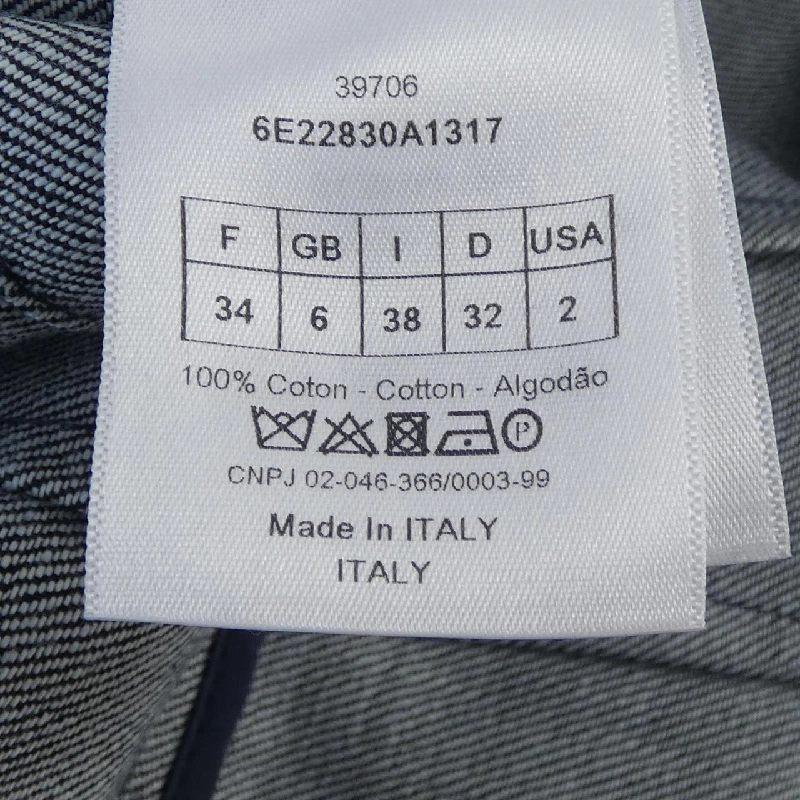 39706
6E22830A1317
F GB I D USA
34 6 38 32 2
100% Coton - Cotton - Algodão
P
CNPJ 02-046-366/0003-99
Made In ITALY
ITALY